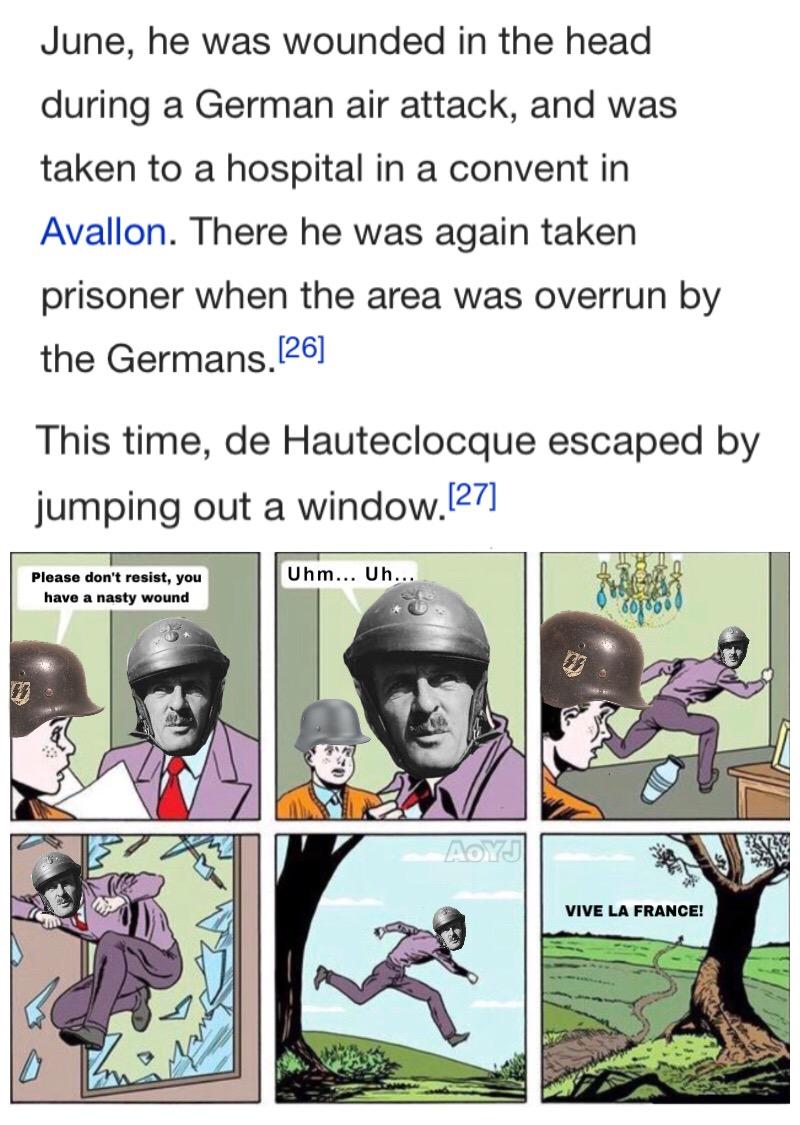 June, he was wounded in the head
during a German air attack, and was
taken to a hospital in a convent in
Avallon. There he was again taken
prisoner when the area was overrun by
the Germans.[26]
This time, de Hauteclocque escaped by
jumping out a window.[27]
Please don't resist, you
have a nasty wound
Uhm... Uh...
AOYJ
VIVE LA FRANCE!